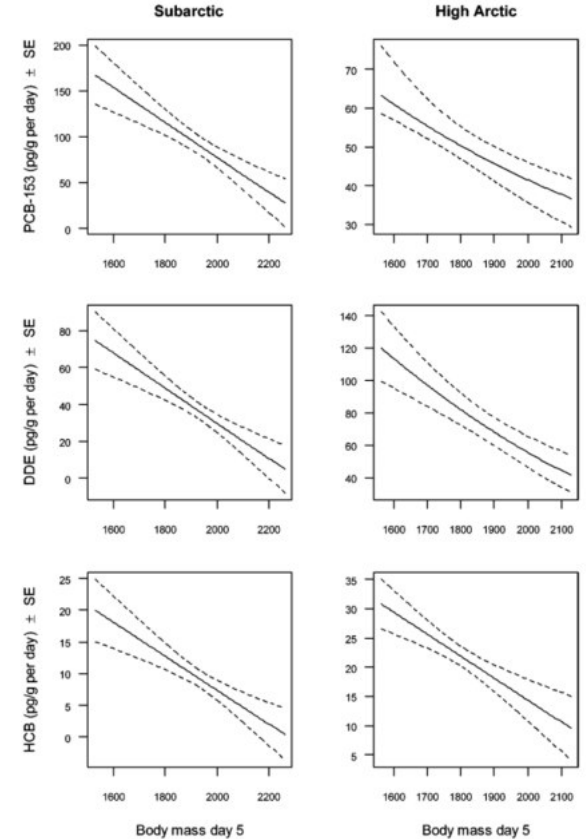 Subarctic
High Arctic
PCB-153 (pg/g per day) ± SE
200
150
100
50
0
1600 1800 2000 2200
70
60
50
40
30
1600 1700 1800 1900 2000 2100
DDE (pg/g per day) ± SE
80
60
40
20
0
1600 1800 2000 2200
140
120
100
80
60
40
1600 1700 1800 1900 2000 2100
HCB (pg/g per day) ± SE
25
20
15
10
5
0
1600 1800 2000 2200
Body mass day 5
35
30
25
20
15
10
5
1600 1700 1800 1900 2000 2100
Body mass day 5